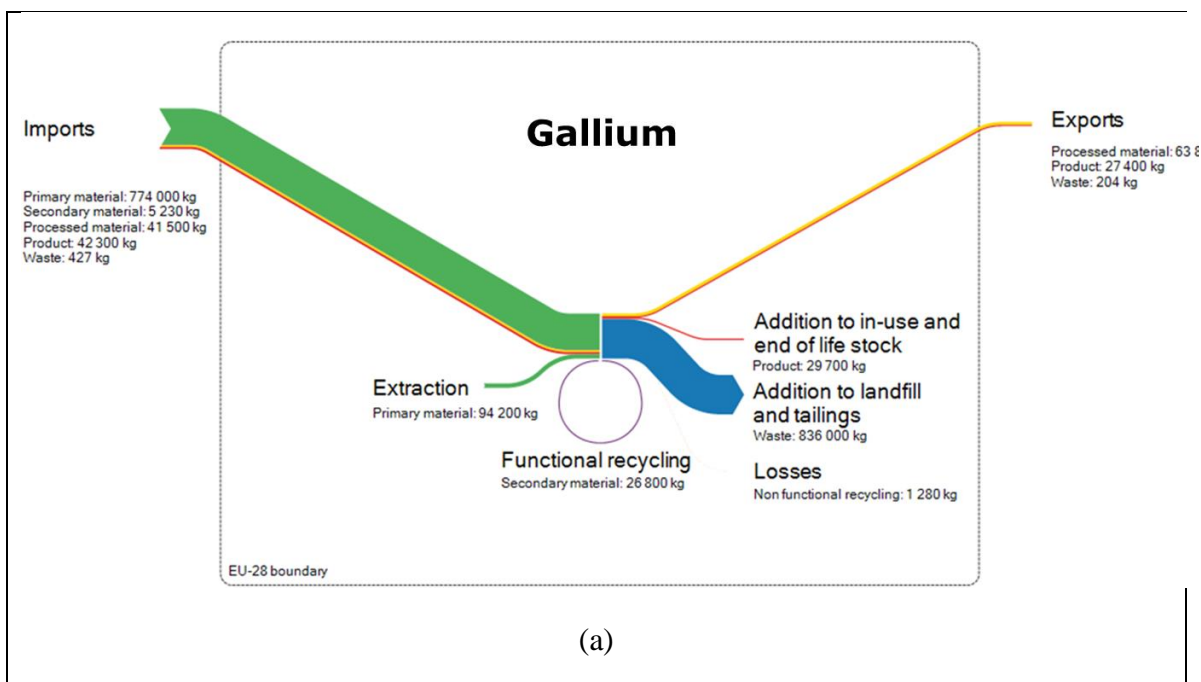 Gallium
Imports
Primary material: 774 000 kg
Secondary material: 5 230 kg
Processed material: 41 500 kg
Product: 42 300 kg
Waste: 427 kg
Exports
Processed material: 63 8
Product: 27 400 kg
Waste: 204 kg
Addition to in-use and
end of life stock
Product: 29 700 kg
Extraction
Primary material: 94 200 kg
Addition to landfill
and tailings
Waste: 836 000 kg
Functional recycling
Secondary material: 26 800 kg
Losses
Non functional recycling: 1 280 kg
EU-28 boundary
(a)